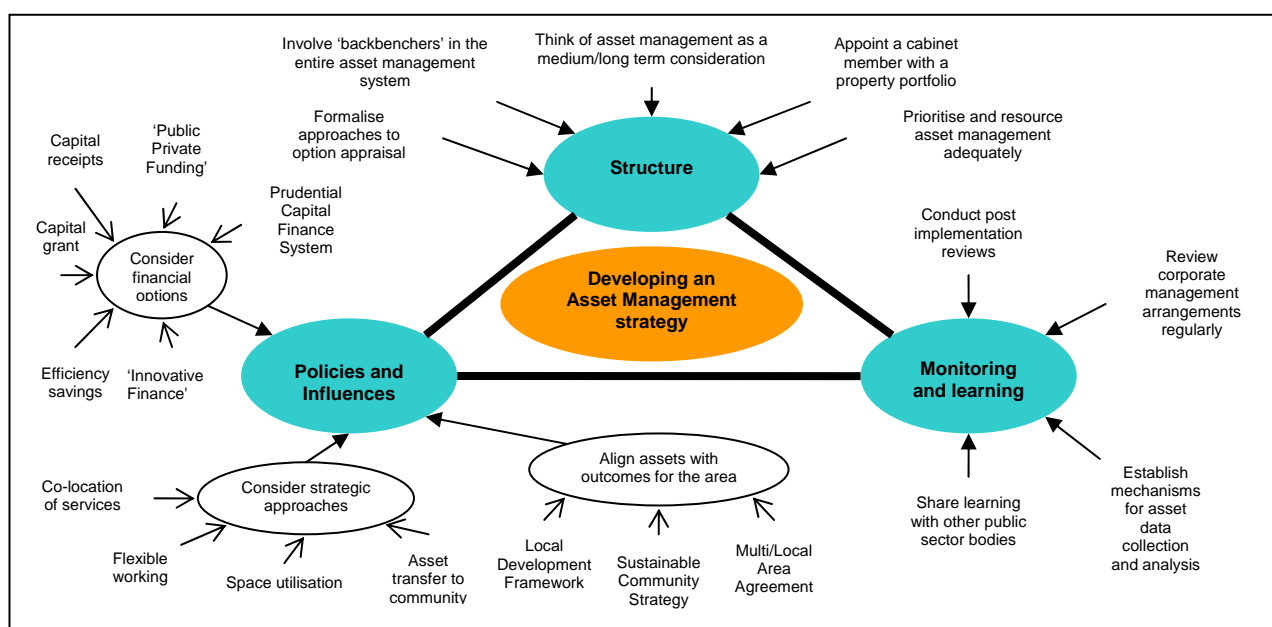 Involve ‘backbenchers’ in the
entire asset management
system
Think of asset management as a
medium/long term consideration
Appoint a cabinet
member with a
property portfolio
Formalise
approaches to
option appraisal
Prioritise and resource
asset management
adequately
Structure
Capital
receipts
‘Public
Private
Funding’
Prudential
Capital
Finance
System
Capital
grant
Consider
financial
options
Efficiency
savings
‘Innovative
Finance’
Developing an
Asset Management
strategy
Conduct post
implementation
reviews
Review
corporate
management
arrangements
regularly
Policies and
Influences
Monitoring
and learning
Co-location
of services
Consider strategic
approaches
Flexible
working
Space utilisation
Asset
transfer to
community
Align assets with
outcomes for the area
Local
Development
Framework
Sustainable
Community
Strategy
Multi/Local
Area
Agreement
Share learning
with other public
sector bodies
Establish
mechanisms
for asset
data
collection
and analysis